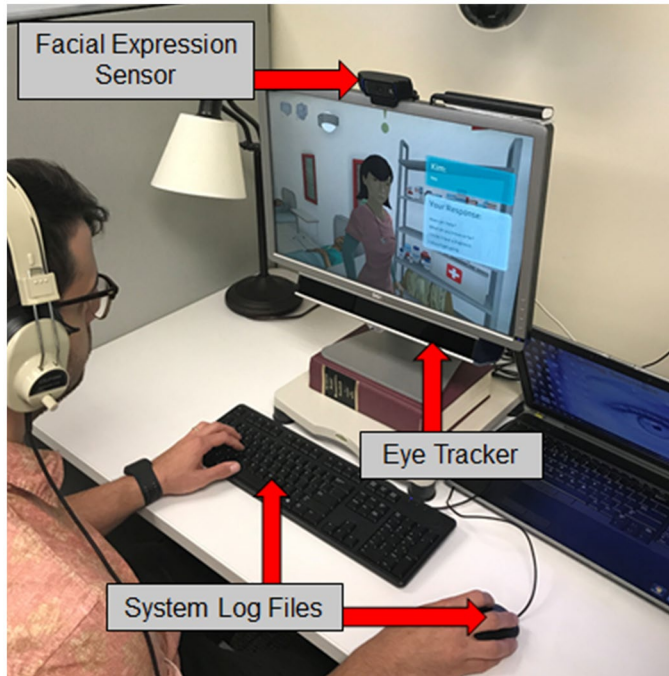 Facial Expression
Sensor
Kim:
Your Response:
Eye Tracker
System Log Files